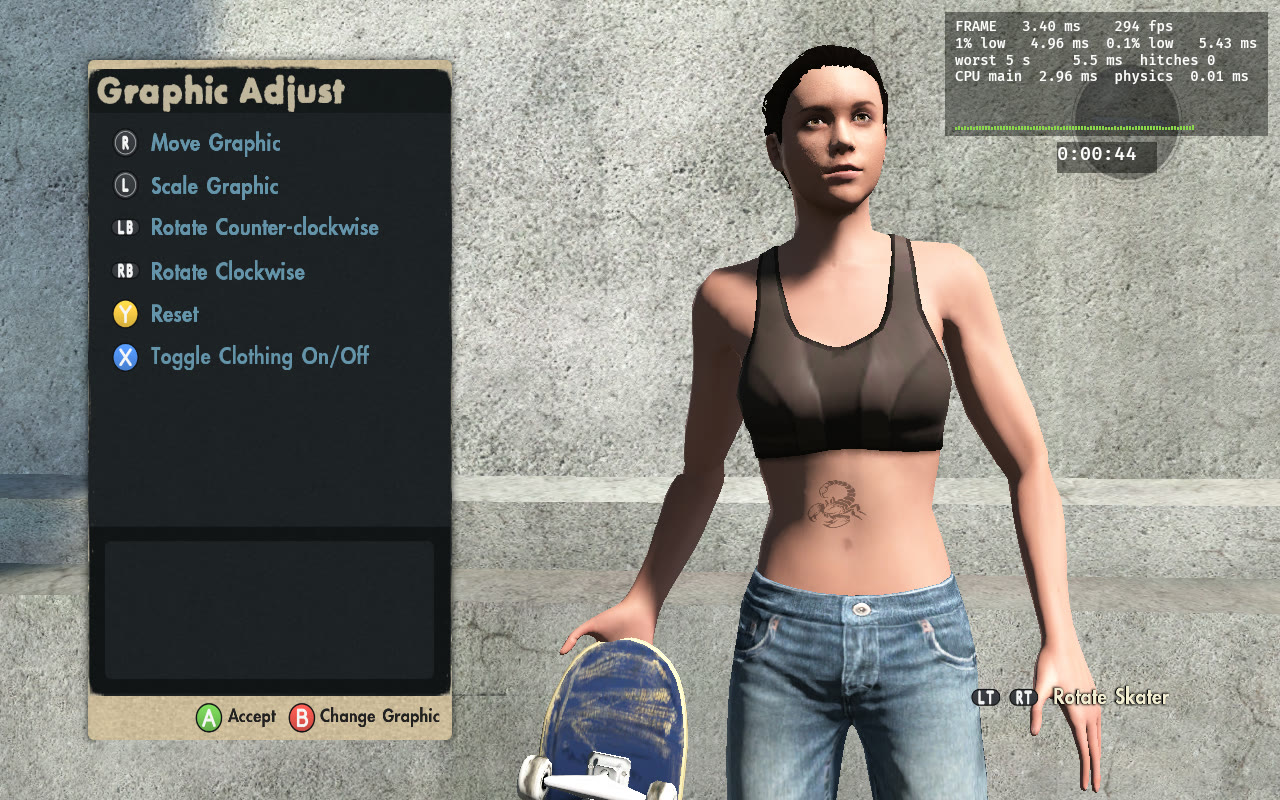 Graphic Adjust
R Move Graphic
L Scale Graphic
LB Rotate Counter-clockwise
RB Rotate Clockwise
Y Reset
X Toggle Clothing On/Off
A Accept B Change Graphic
FRAME 3.40 ms 294 fps
1% low 4.96 ms 0.1% low 5.43 ms
worst 5 s 5.5 ms hitches 0
CPU main 2.96 ms physics 0.01 ms
0:00:44
LT RT Rotate Skater